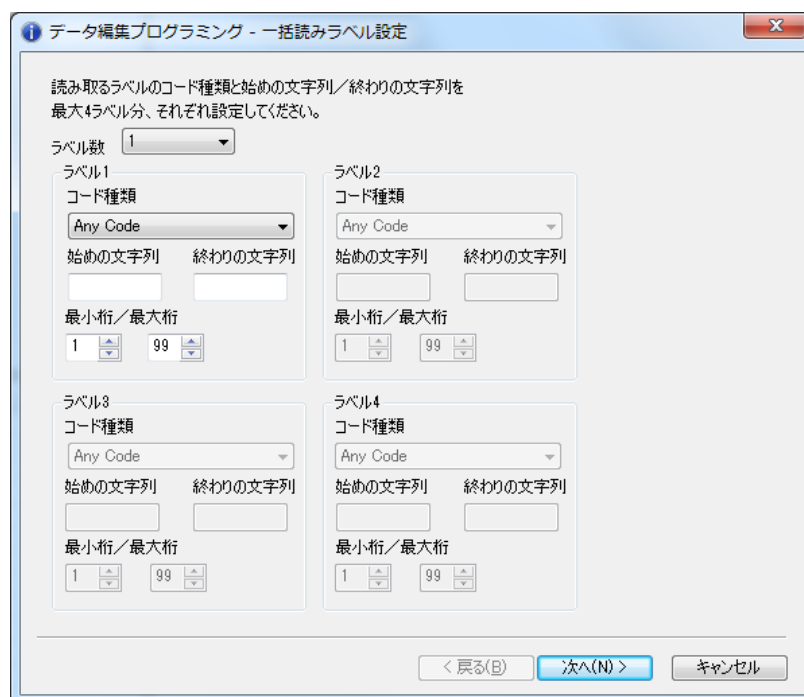 データ編集プログラミング - 一括読みラベル設定
読み取るラベルのコード種類と始めの文字列／終わりの文字列を
最大4ラベル分、それぞれ設定してください。
ラベル数 1
ラベル1
コード種類
Any Code
始めの文字列 終わりの文字列
最小桁／最大桁
1 99
ラベル2
コード種類
Any Code
始めの文字列 終わりの文字列
最小桁／最大桁
1 99
ラベル3
コード種類
Any Code
始めの文字列 終わりの文字列
最小桁／最大桁
1 99
ラベル4
コード種類
Any Code
始めの文字列 終わりの文字列
最小桁／最大桁
1 99
< 戻る(B) 次へ(N) > キャンセル